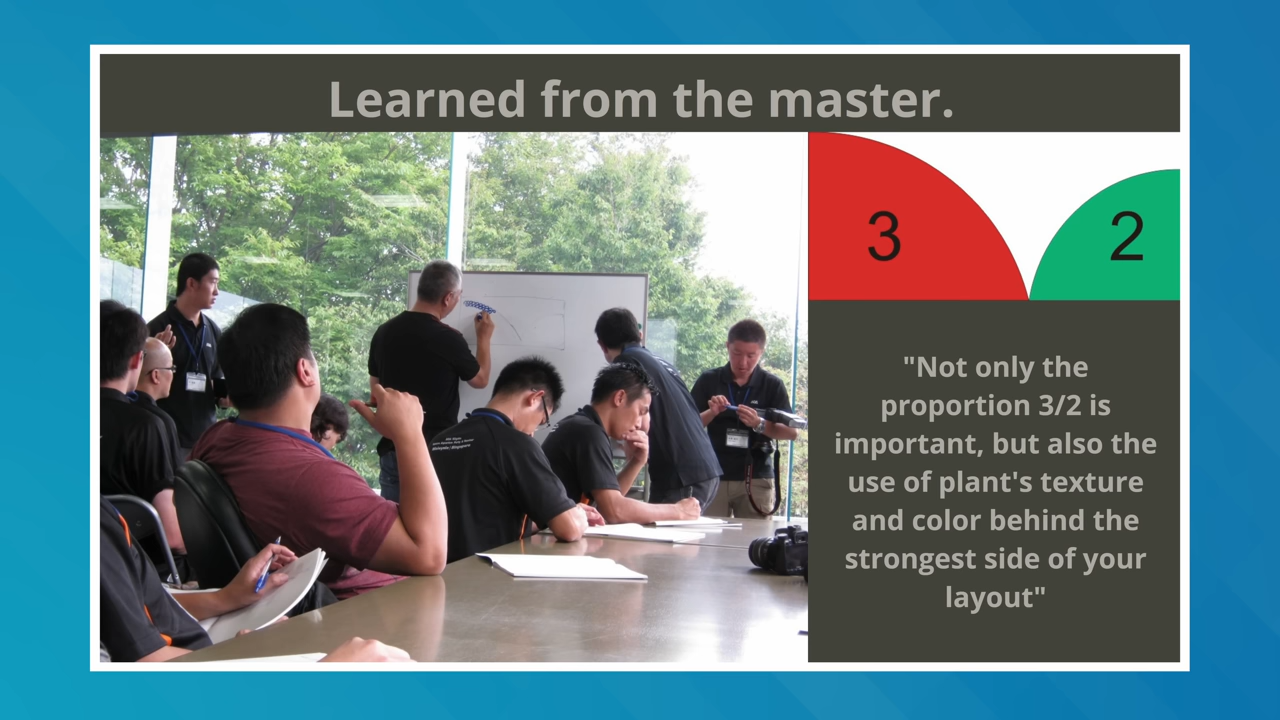 Learned from the master.
3
2
"Not only the
proportion 3/2 is
important, but also the
use of plant's texture
and color behind the
strongest side of your
layout"